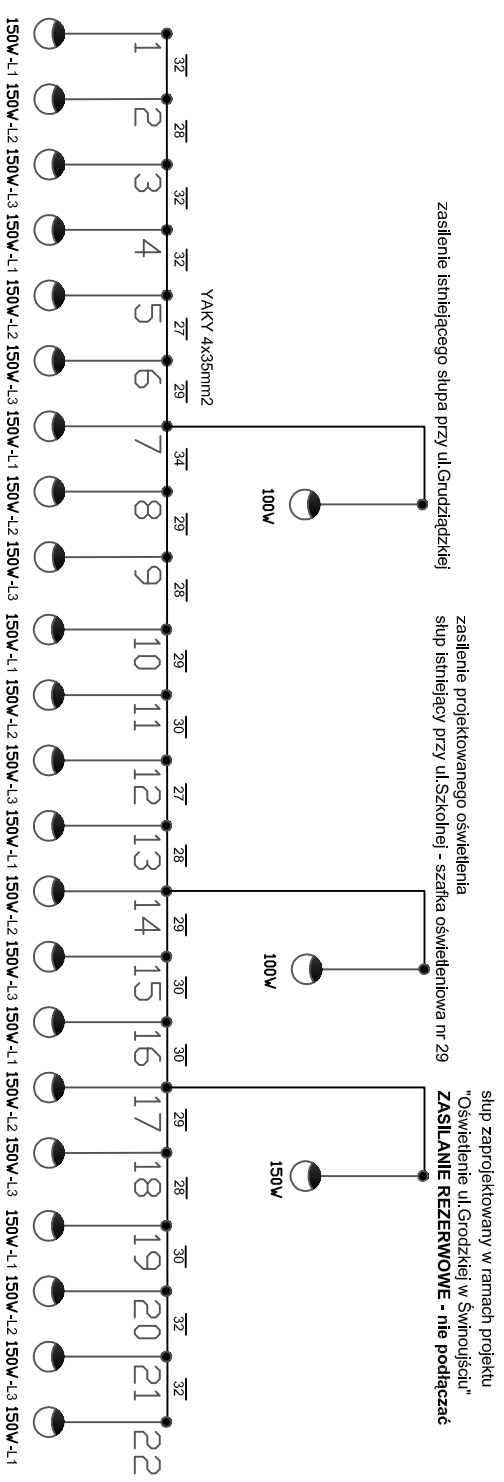 zasilenie istniejącego słupa przy ul.Grudziądzkiej
zasilenie projektowanego oświetlenia
słup istniejący przy ul.Szkolnej - szafka oświetleniowa nr 29
słup zaprojektowany w ramach projektu
"Oświetlenie ul.Grodzkiej w Świnoujściu"
ZASILANIE REZERWOWE - nie podłączać
100W
100W
150W
YAKY 4x35mm2
32 28 32 32 27 29 34 29 28 29 30 27 28 29 30 30 29 28 30 32 32
1 2 3 4 5 6 7 8 9 10 11 12 13 14 15 16 17 18 19 20 21 22
150W-L1 150W-L2 150W-L3 150W-L1 150W-L2 150W-L3 150W-L1 150W-L2 150W-L3 150W-L1 150W-L2 150W-L3 150W-L1 150W-L2 150W-L3 150W-L1 150W-L2 150W-L3 150W-L1 150W-L2 150W-L3 150W-L1